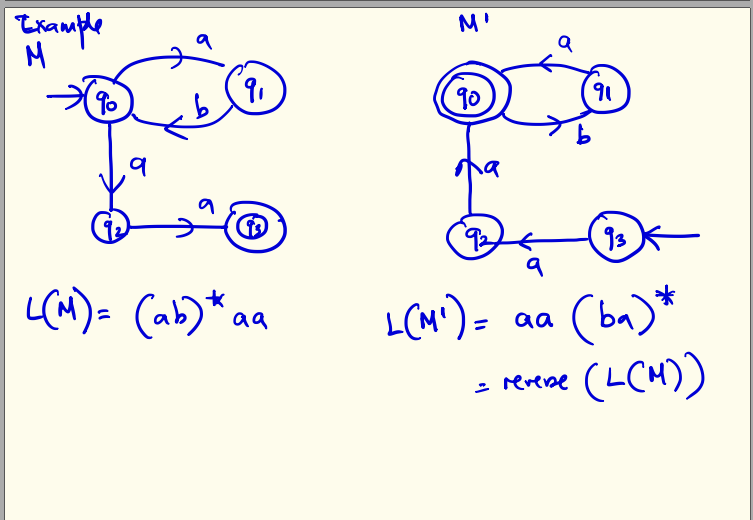 Example
M
M'
a
a
q0
q1
b
q0
q1
b
a
a
q2
a
q3
q2
a
q3
L(M) = (ab)* aa
L(M') = aa (ba)*
= reverse (L(M))